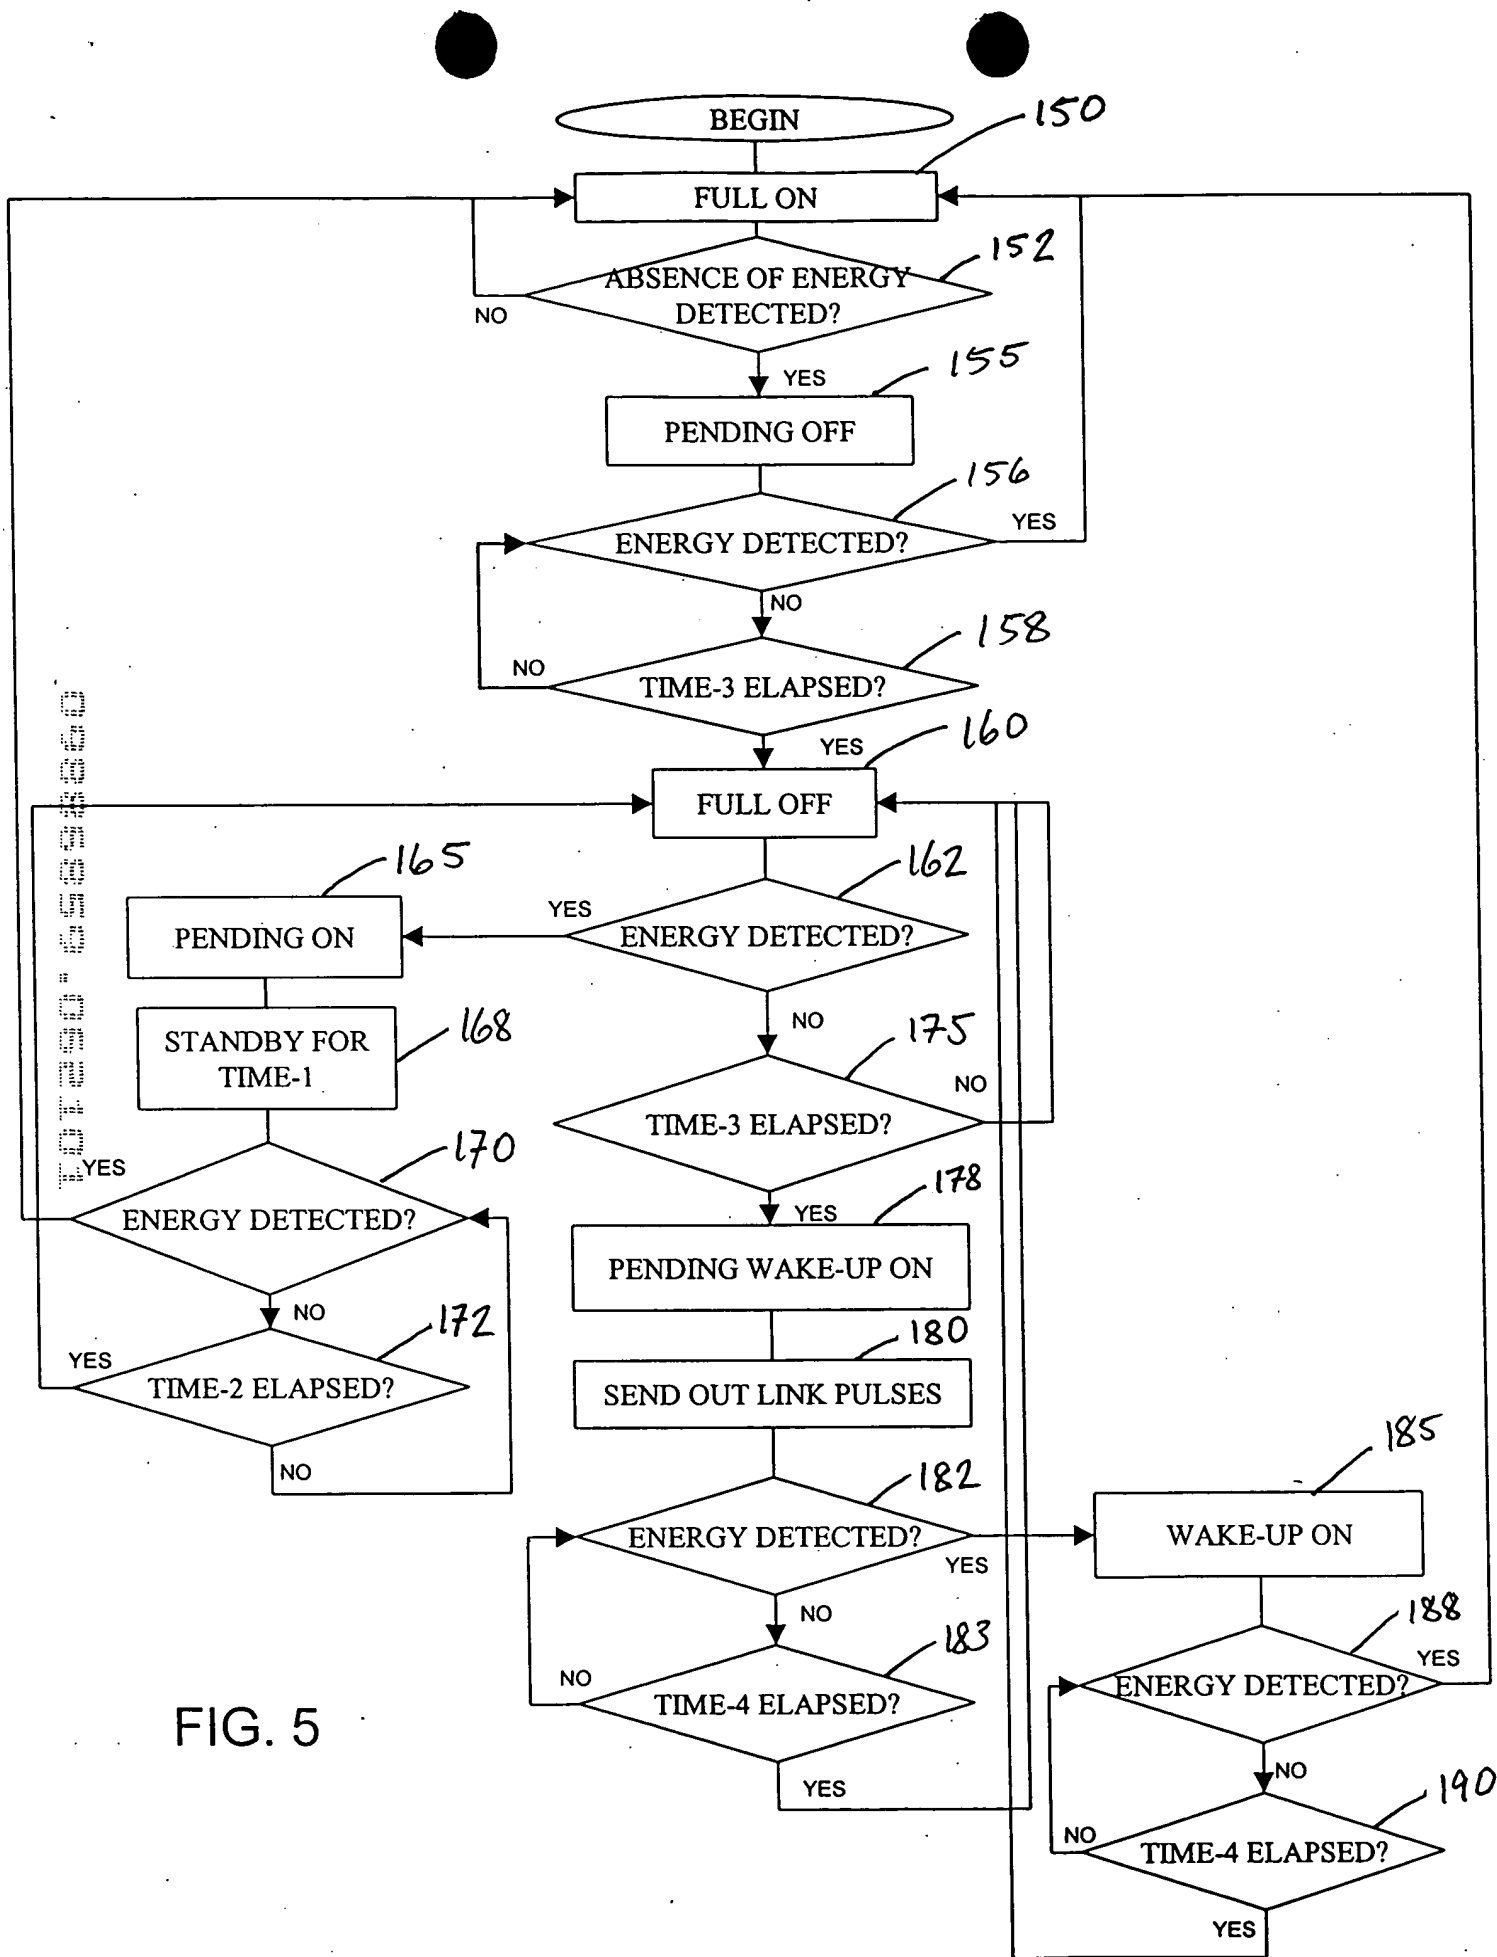 BEGIN
150
FULL ON
152
ABSENCE OF ENERGY
DETECTED?
NO
YES
155
PENDING OFF
156
ENERGY DETECTED?
YES
NO
158
NO
TIME-3 ELAPSED?
YES
160
FULL OFF
162
ENERGY DETECTED?
YES
165
PENDING ON
168
STANDBY FOR
TIME-1
170
YES
ENERGY DETECTED?
NO
172
YES
TIME-2 ELAPSED?
NO
NO
175
NO
TIME-3 ELAPSED?
YES
178
PENDING WAKE-UP ON
180
SEND OUT LINK PULSES
182
ENERGY DETECTED?
YES
NO
183
NO
TIME-4 ELAPSED?
YES
185
WAKE-UP ON
188
ENERGY DETECTED?
YES
NO
190
NO
TIME-4 ELAPSED?
YES
FIG. 5